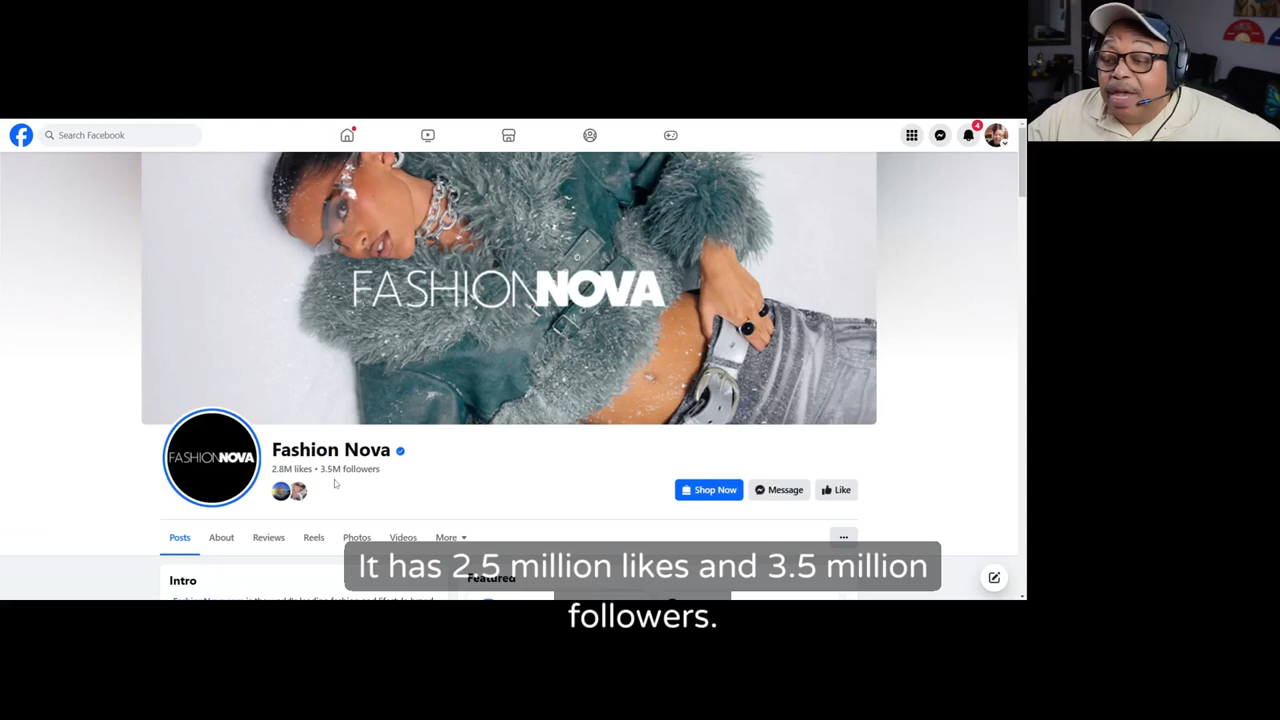 Search Facebook
4
FASHIONNOVA
FASHIONNOVA
Fashion Nova
2.8M likes • 3.5M followers
Shop Now
Message
Like
Posts
About
Reviews
Reels
Photos
Videos
More
Intro
Featured
It has 2.5 million likes and 3.5 million
followers.